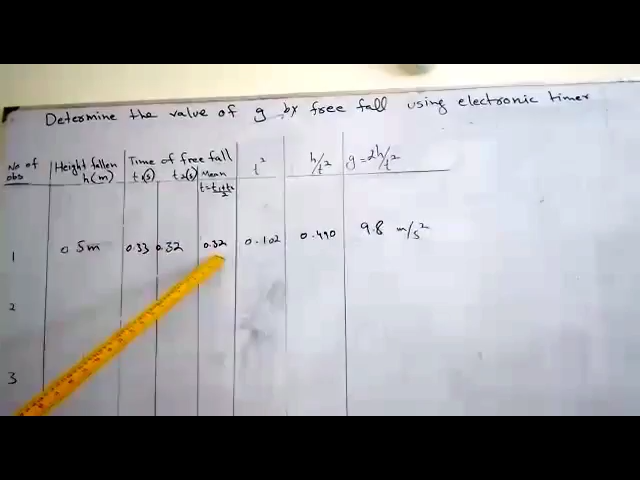 Determine the value of g by free fall using electronic timer
No of obs
Height fallen h(m)
Time of free fall
t₁(s) t₂(s) Mean t=t₁+t₂/2
t²
h/t²
g=2h/t²
1 0.5m 0.33 0.32 0.32 0.102 0.490 9.8 m/s²
2
3